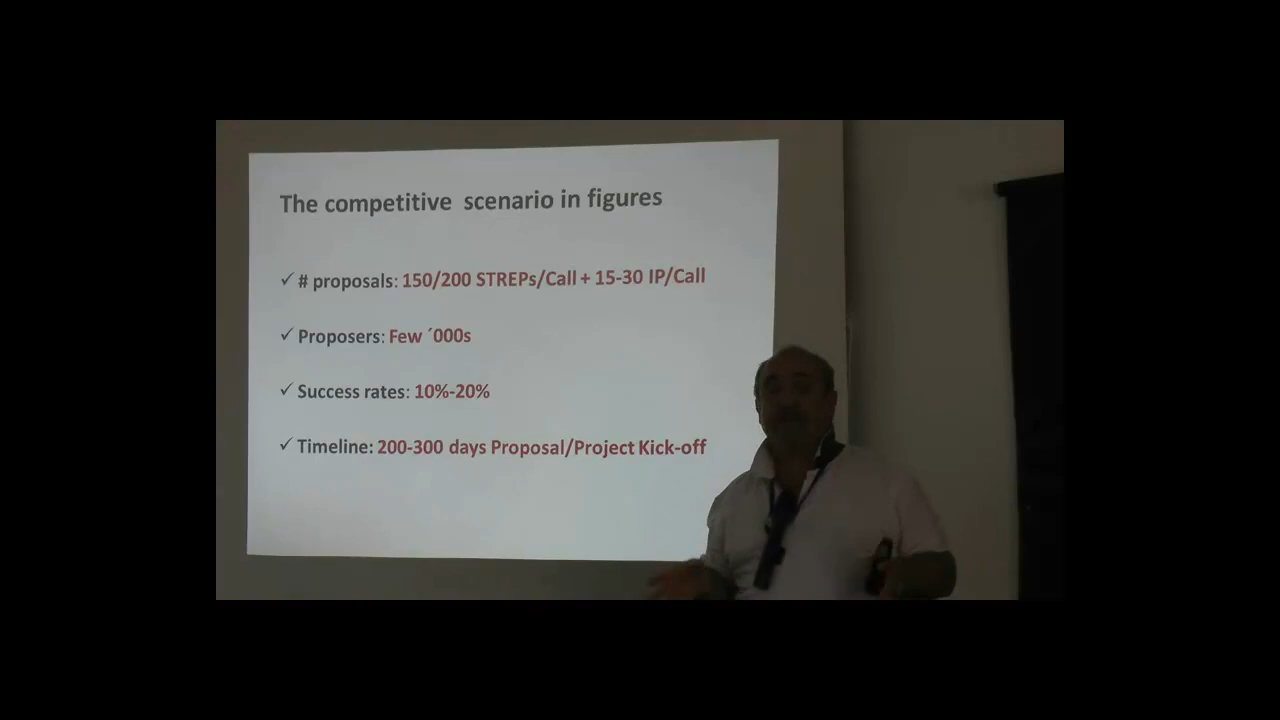 The competitive scenario in figures
✓ # proposals: 150/200 STREPs/Call + 15-30 IP/Call
✓ Proposers: Few ´000s
✓ Success rates: 10%-20%
✓ Timeline: 200-300 days Proposal/Project Kick-off